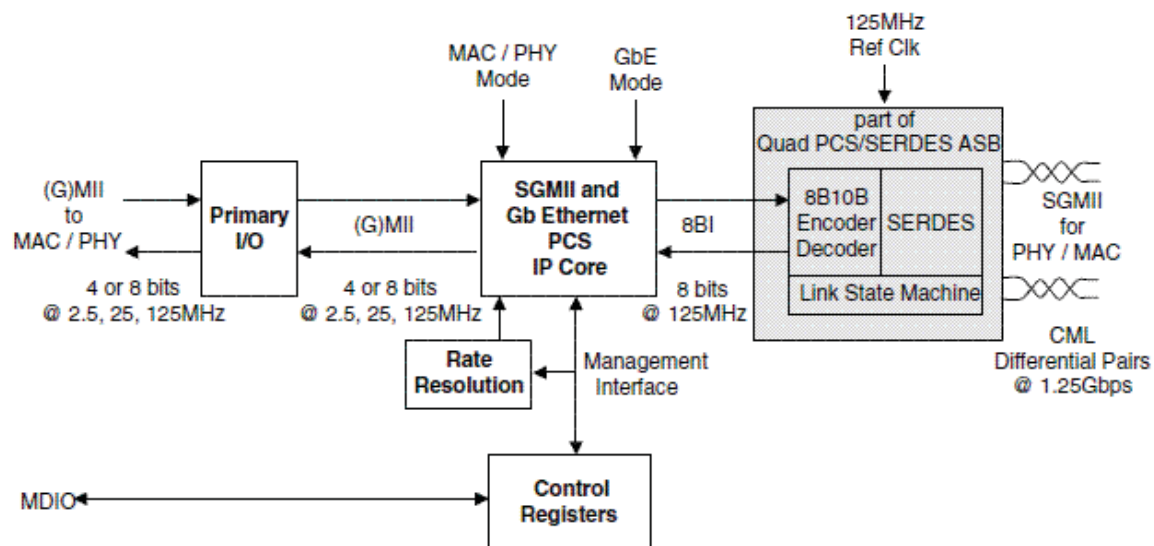 125MHz
Ref Clk
MAC / PHY
Mode
GbE
Mode
part of
Quad PCS/SERDES ASB
(G)MII
to
MAC / PHY
Primary
I/O
(G)MII
SGMII and
Gb Ethernet
PCS
IP Core
8BI
8B10B
Encoder
Decoder
SERDES
Link State Machine
SGMII
for
PHY / MAC
4 or 8 bits
@ 2.5, 25, 125MHz
4 or 8 bits
@ 2.5, 25, 125MHz
8 bits
@ 125MHz
CML
Differential Pairs
@ 1.25Gbps
Rate
Resolution
Management
Interface
MDIO
Control
Registers